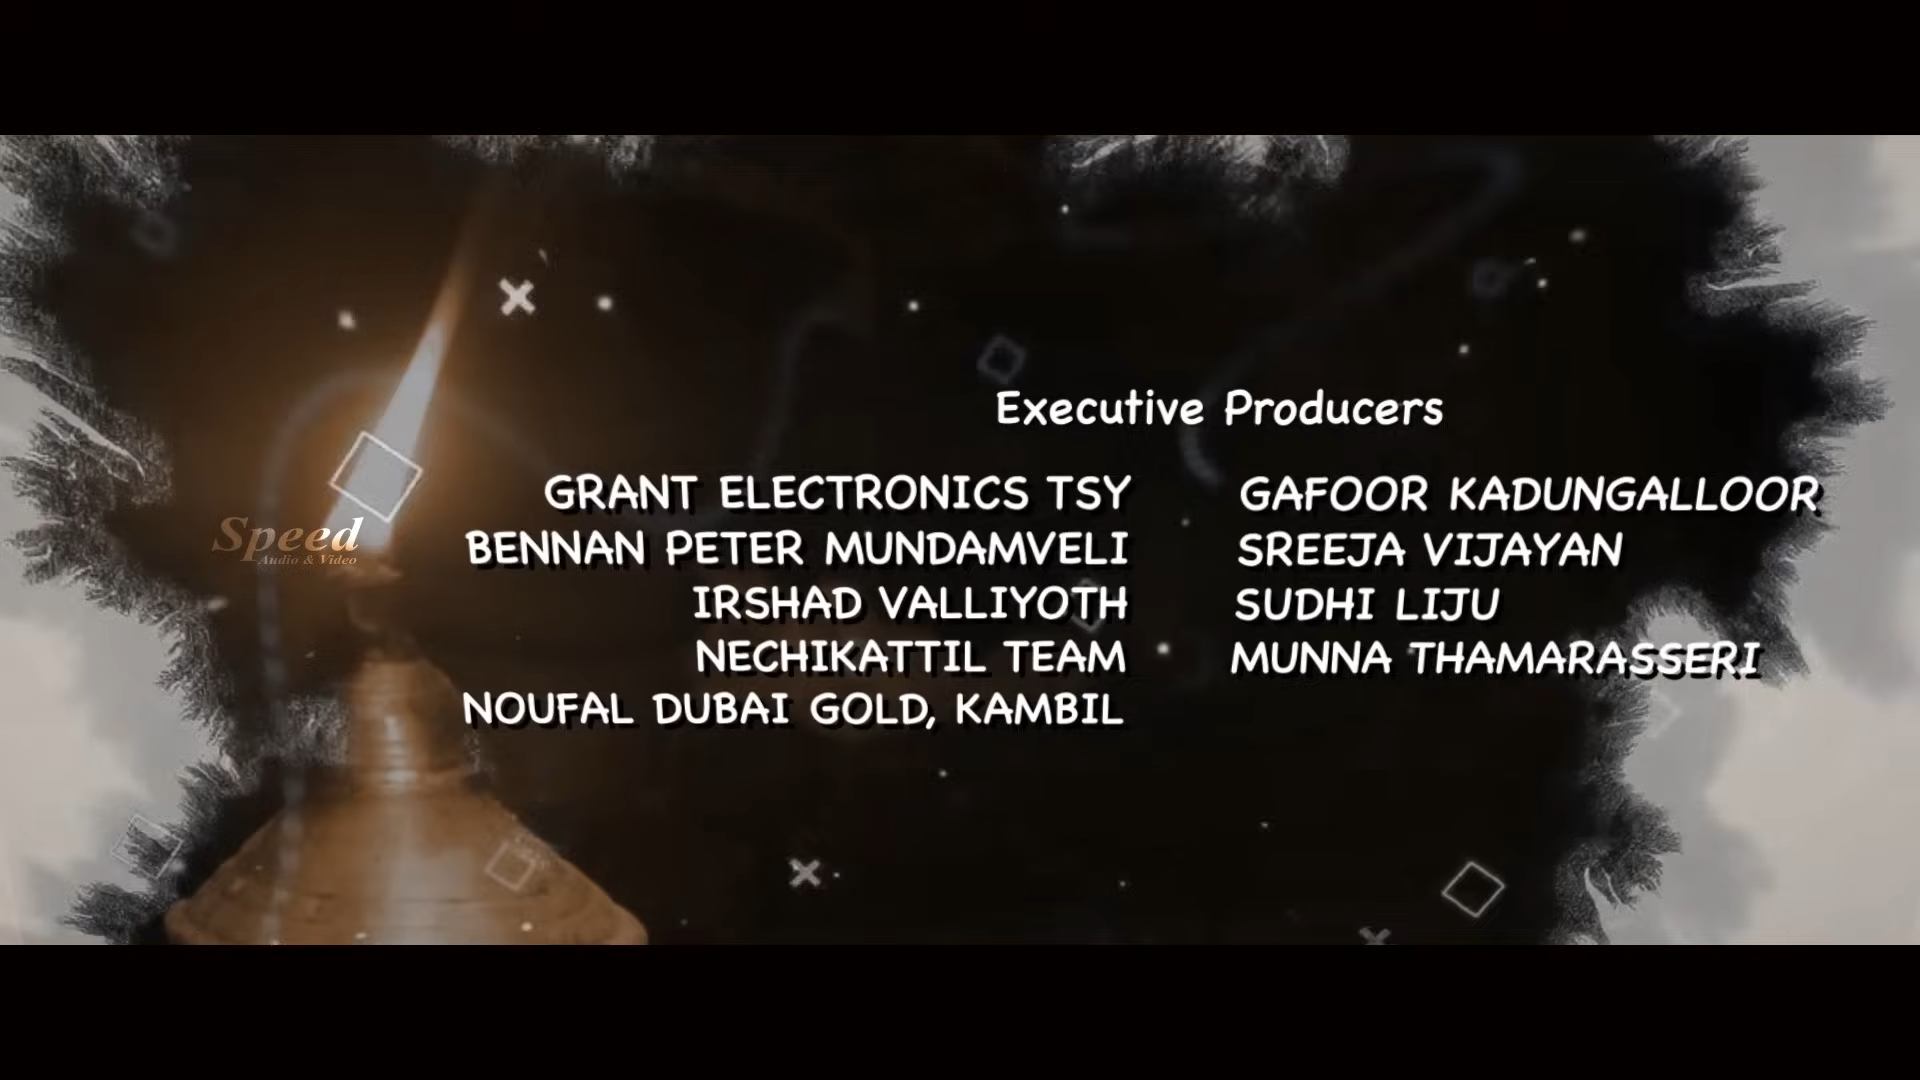 Executive Producers
GRANT ELECTRONICS TSY
BENNAN PETER MUNDAMVELI
IRSHAD VALLIYOTH
NECHIKATTIL TEAM
NOUFAL DUBAI GOLD, KAMBIL
GAFOOR KADUNGALLOOR
SREEJA VIJAYAN
SUDHI LIJU
MUNNA THAMARASSERI
Speed
Audio & Video